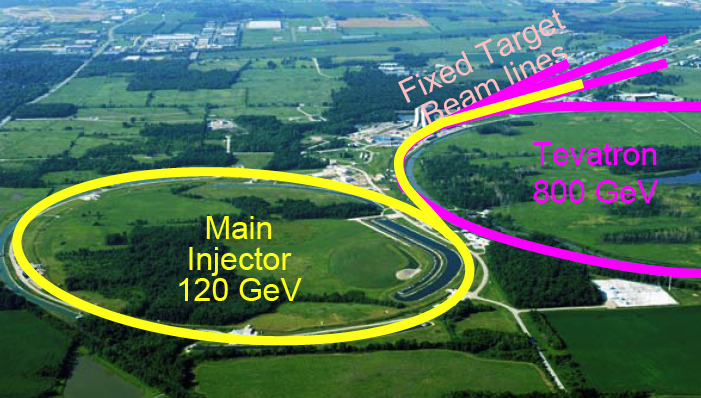 Fixed Target
Beam lines
Tevatron
800 GeV
Main
Injector
120 GeV